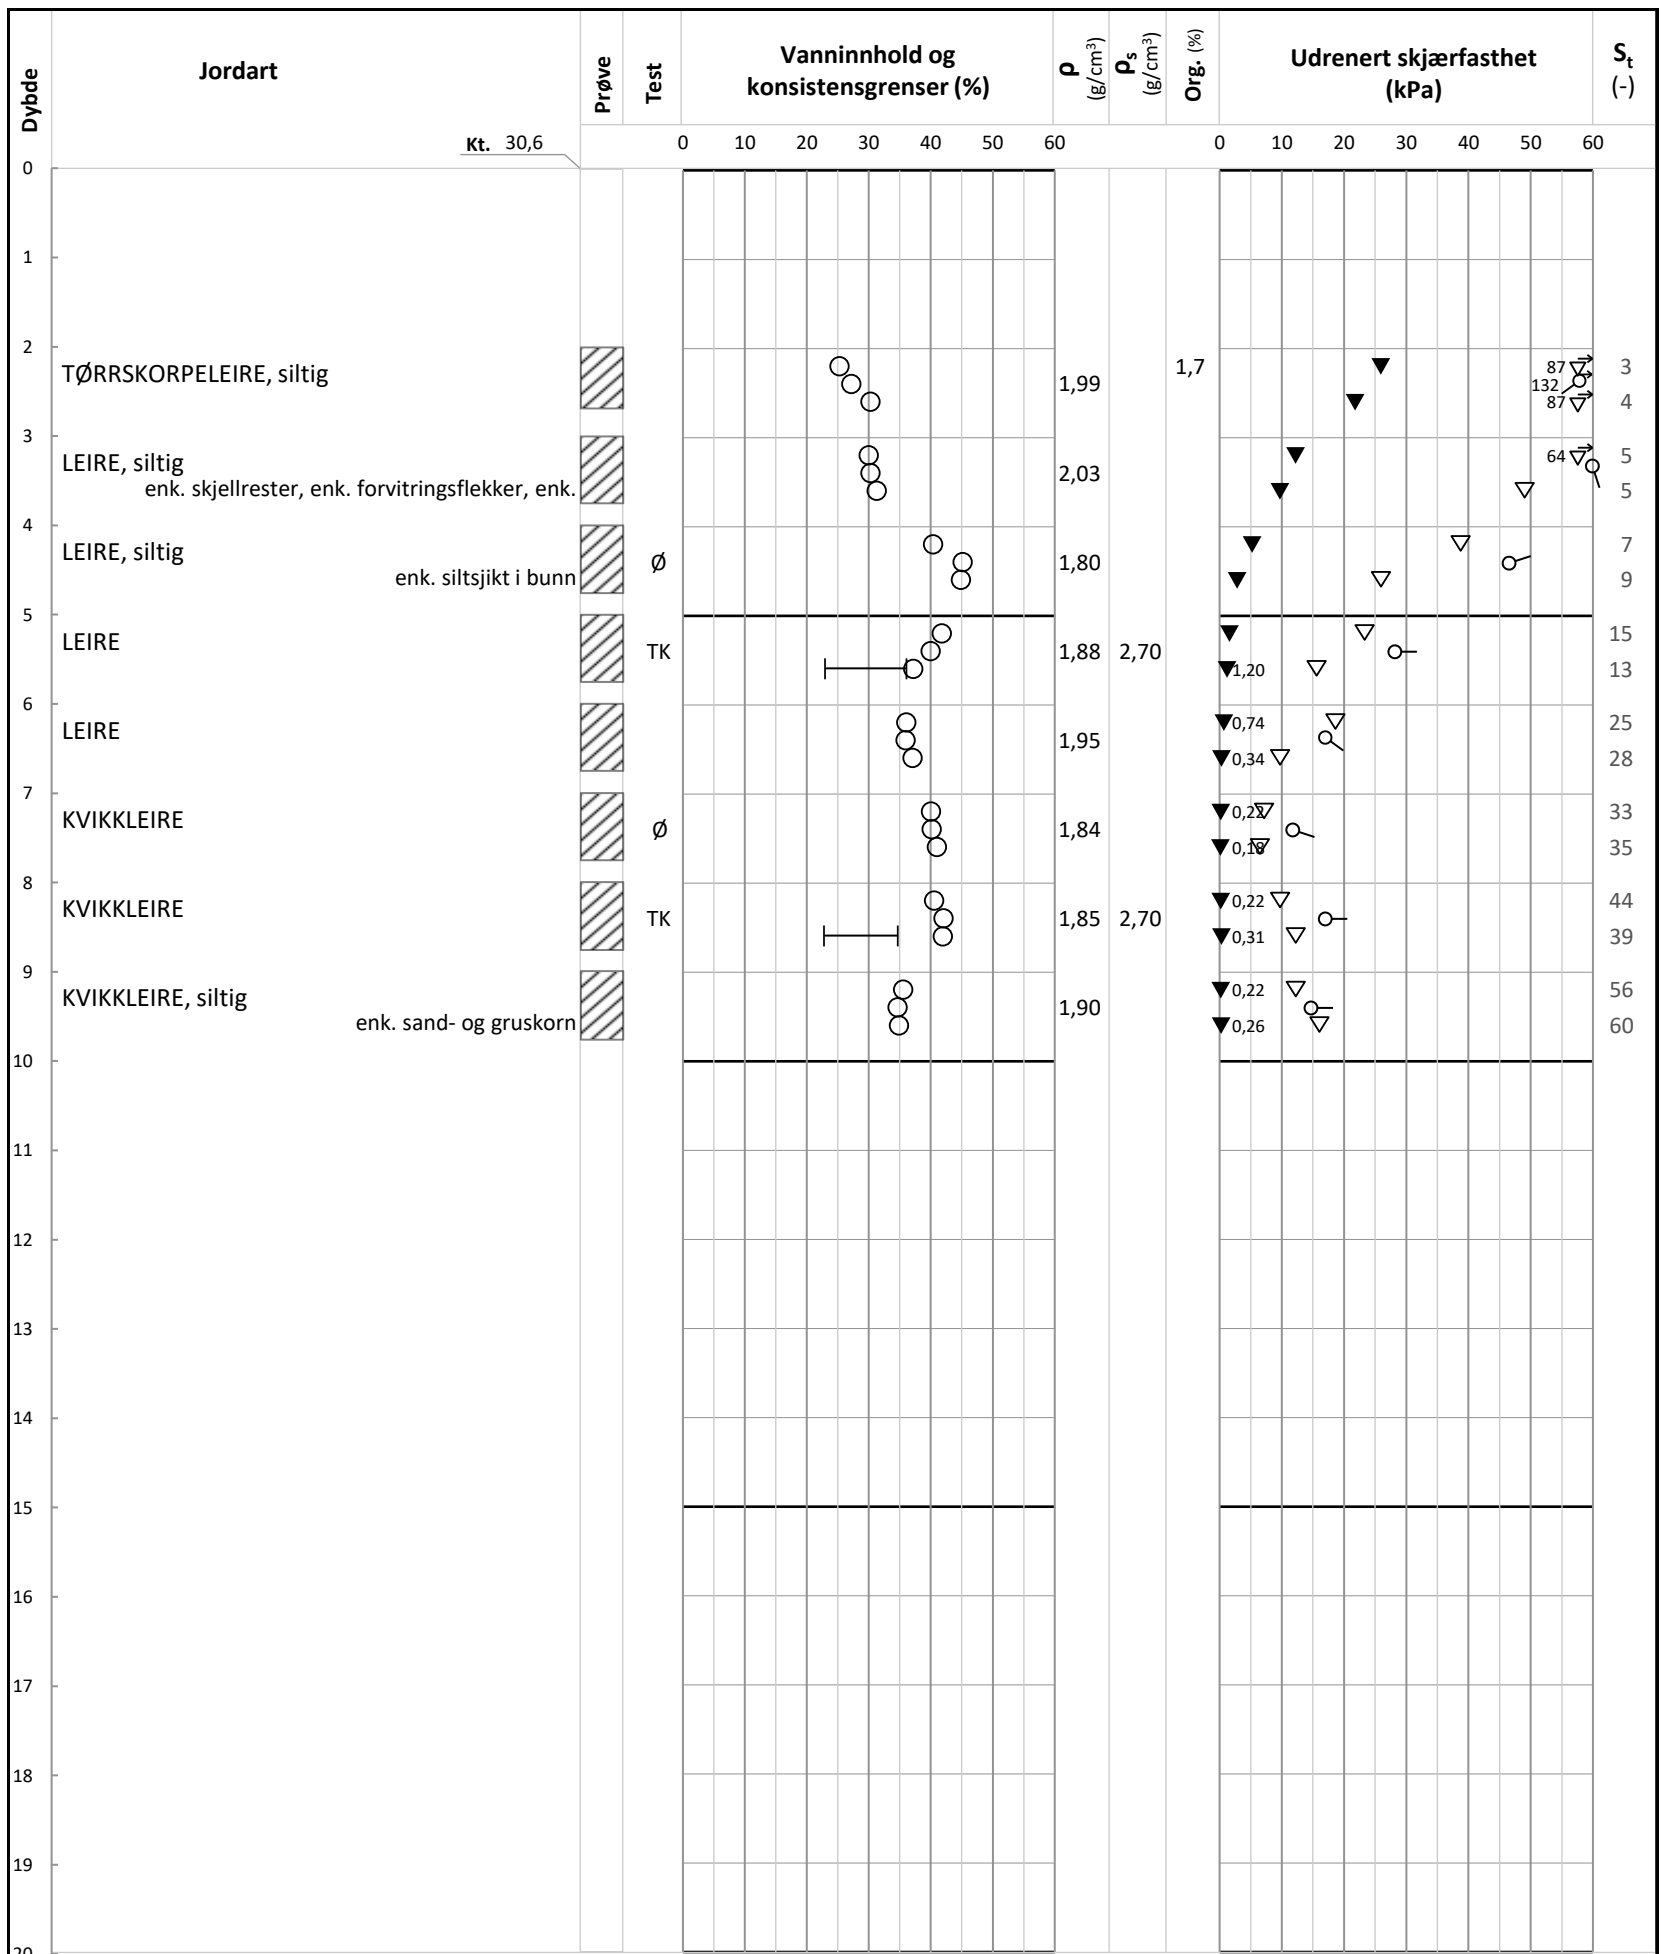 Dybde
Jordart
Prøve
Test
Vanninnhold og
konsistensgrenser (%)
ρ
(g/cm³)
ρs
(g/cm³)
Org. (%)
Udrenert skjærfasthet
(kPa)
St
(-)
Kt. 30,6
0 10 20 30 40 50 60
0 10 20 30 40 50 60
0
1
2
TØRRSKORPELEIRE, siltig
1,99
1,7
87
132
87
3
4
3
LEIRE, siltig
enk. skjellrester, enk. forvitringsflekker, enk.
2,03
64
5
5
4
LEIRE, siltig
enk. siltsjikt i bunn
Ø
1,80
7
9
5
LEIRE
TK
1,88
2,70
1,20
15
13
6
LEIRE
1,95
0,74
0,34
25
28
7
KVIKKLEIRE
Ø
1,84
0,22
0,18
33
35
8
KVIKKLEIRE
TK
1,85
2,70
0,22
0,31
44
39
9
KVIKKLEIRE, siltig
enk. sand- og gruskorn
1,90
0,22
0,26
56
60
10
11
12
13
14
15
16
17
18
19
20